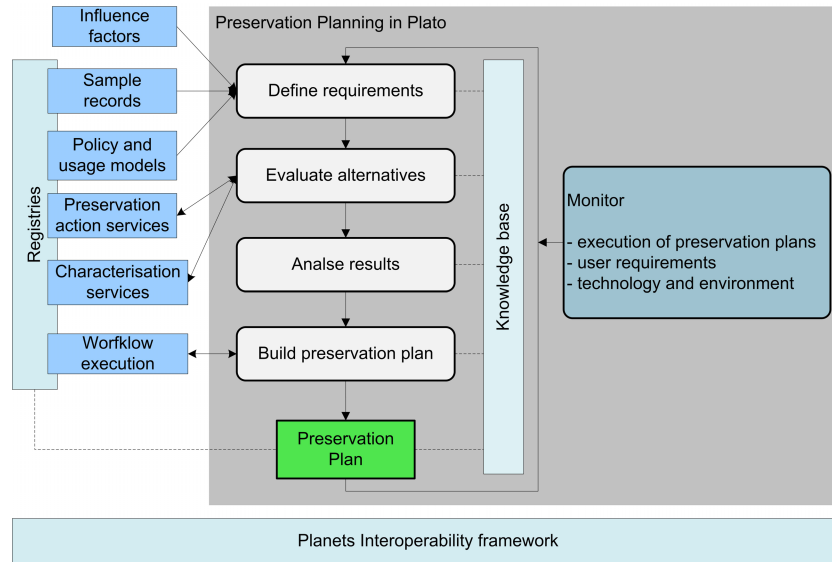 Preservation Planning in Plato
Influence
factors
Sample
records
Policy and
usage models
Preservation
action services
Characterisation
services
Worfklow
execution
Registries
Define requirements
Evaluate alternatives
Analse results
Build preservation plan
Preservation
Plan
Knowledge base
Monitor
- execution of preservation plans
- user requirements
- technology and environment
Planets Interoperability framework